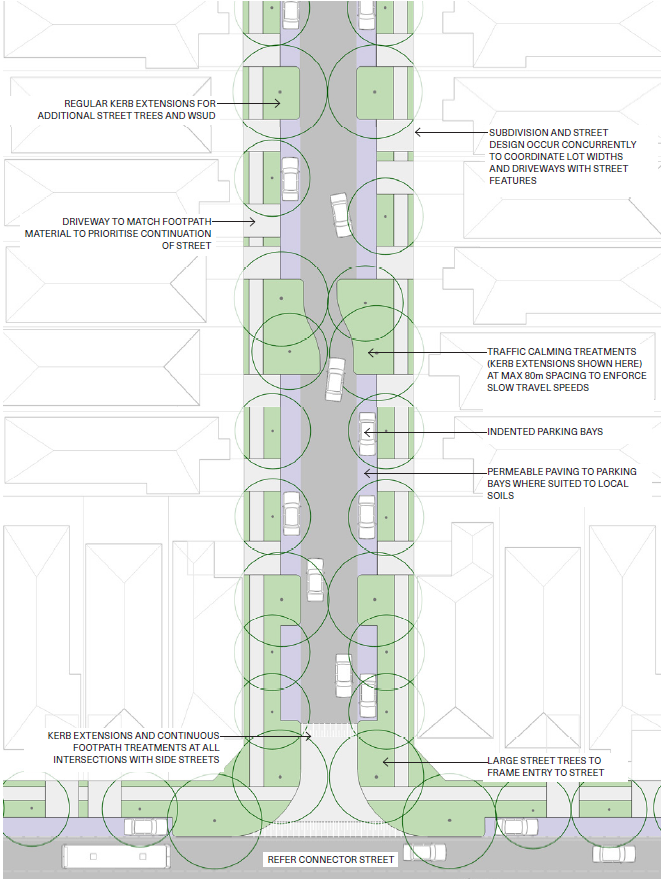 REGULAR KERB EXTENSIONS FOR
ADDITIONAL STREET TREES AND WSUD
SUBDIVISION AND STREET
DESIGN OCCUR CONCURRENTLY
TO COORDINATE LOT WIDTHS
AND DRIVEWAYS WITH STREET
FEATURES
DRIVEWAY TO MATCH FOOTPATH
MATERIAL TO PRIORITISE CONTINUATION
OF STREET
TRAFFIC CALMING TREATMENTS
(KERB EXTENSIONS SHOWN HERE)
AT MAX 80m SPACING TO ENFORCE
SLOW TRAVEL SPEEDS
INDENTED PARKING BAYS
PERMEABLE PAVING TO PARKING
BAYS WHERE SUITED TO LOCAL
SOILS
KERB EXTENSIONS AND CONTINUOUS
FOOTPATH TREATMENTS AT ALL
INTERSECTIONS WITH SIDE STREETS
LARGE STREET TREES TO
FRAME ENTRY TO STREET
REFER CONNECTOR STREET